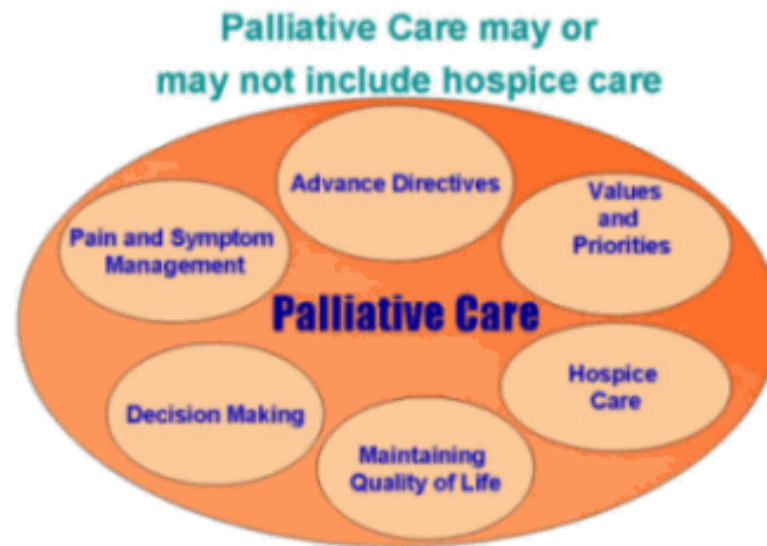 Palliative Care may or
may not include hospice care
Advance Directives
Values
and
Priorities
Pain and Symptom
Management
Palliative Care
Hospice
Care
Decision Making
Maintaining
Quality of Life